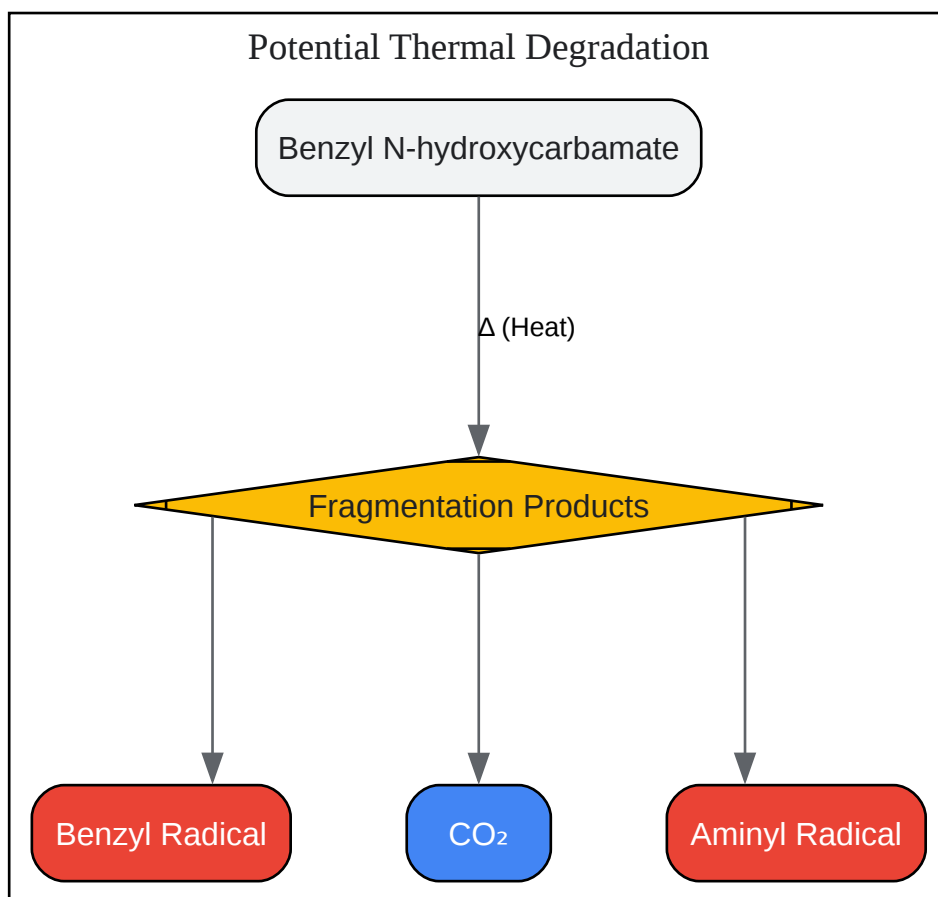 Potential Thermal Degradation
Benzyl N-hydroxycarbamate
Δ (Heat)
Fragmentation Products
Benzyl Radical
CO₂
Aminyl Radical